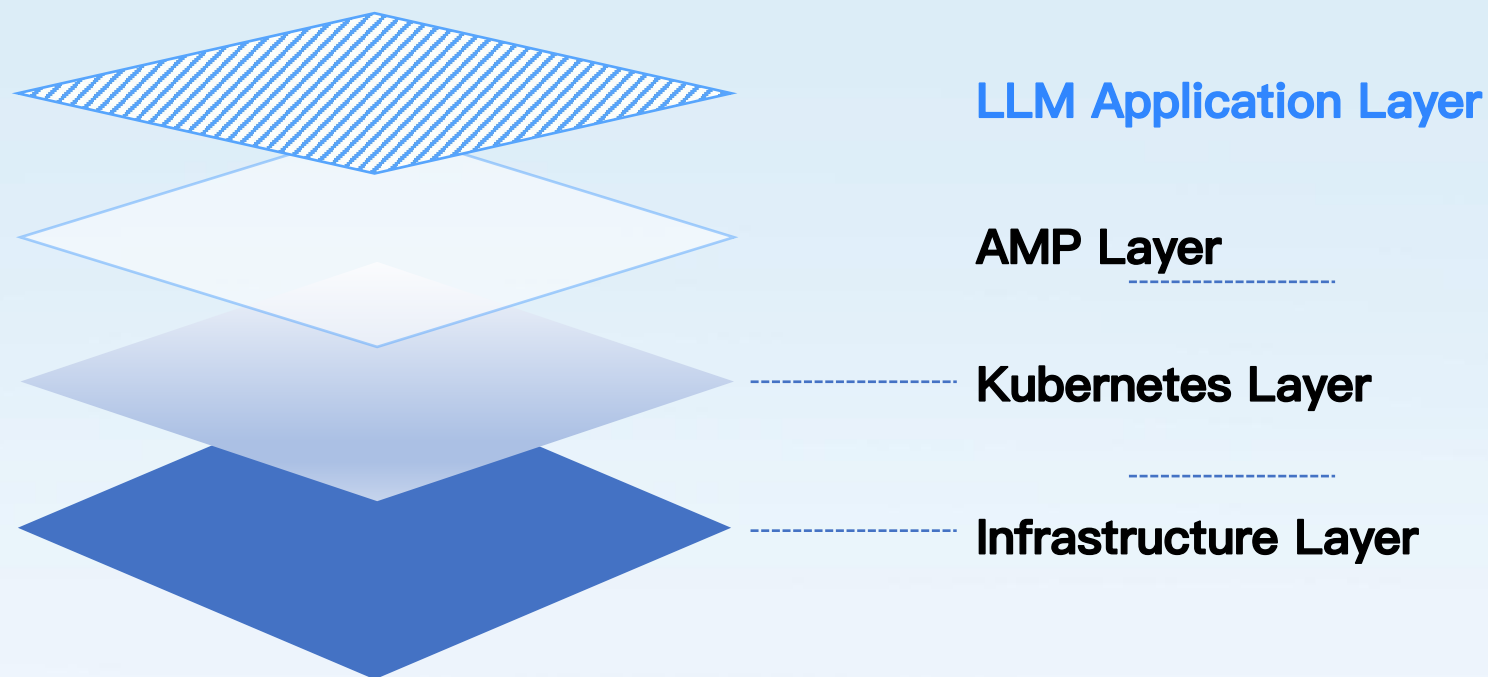 LLM Application Layer
AMP Layer
Kubernetes Layer
Infrastructure Layer